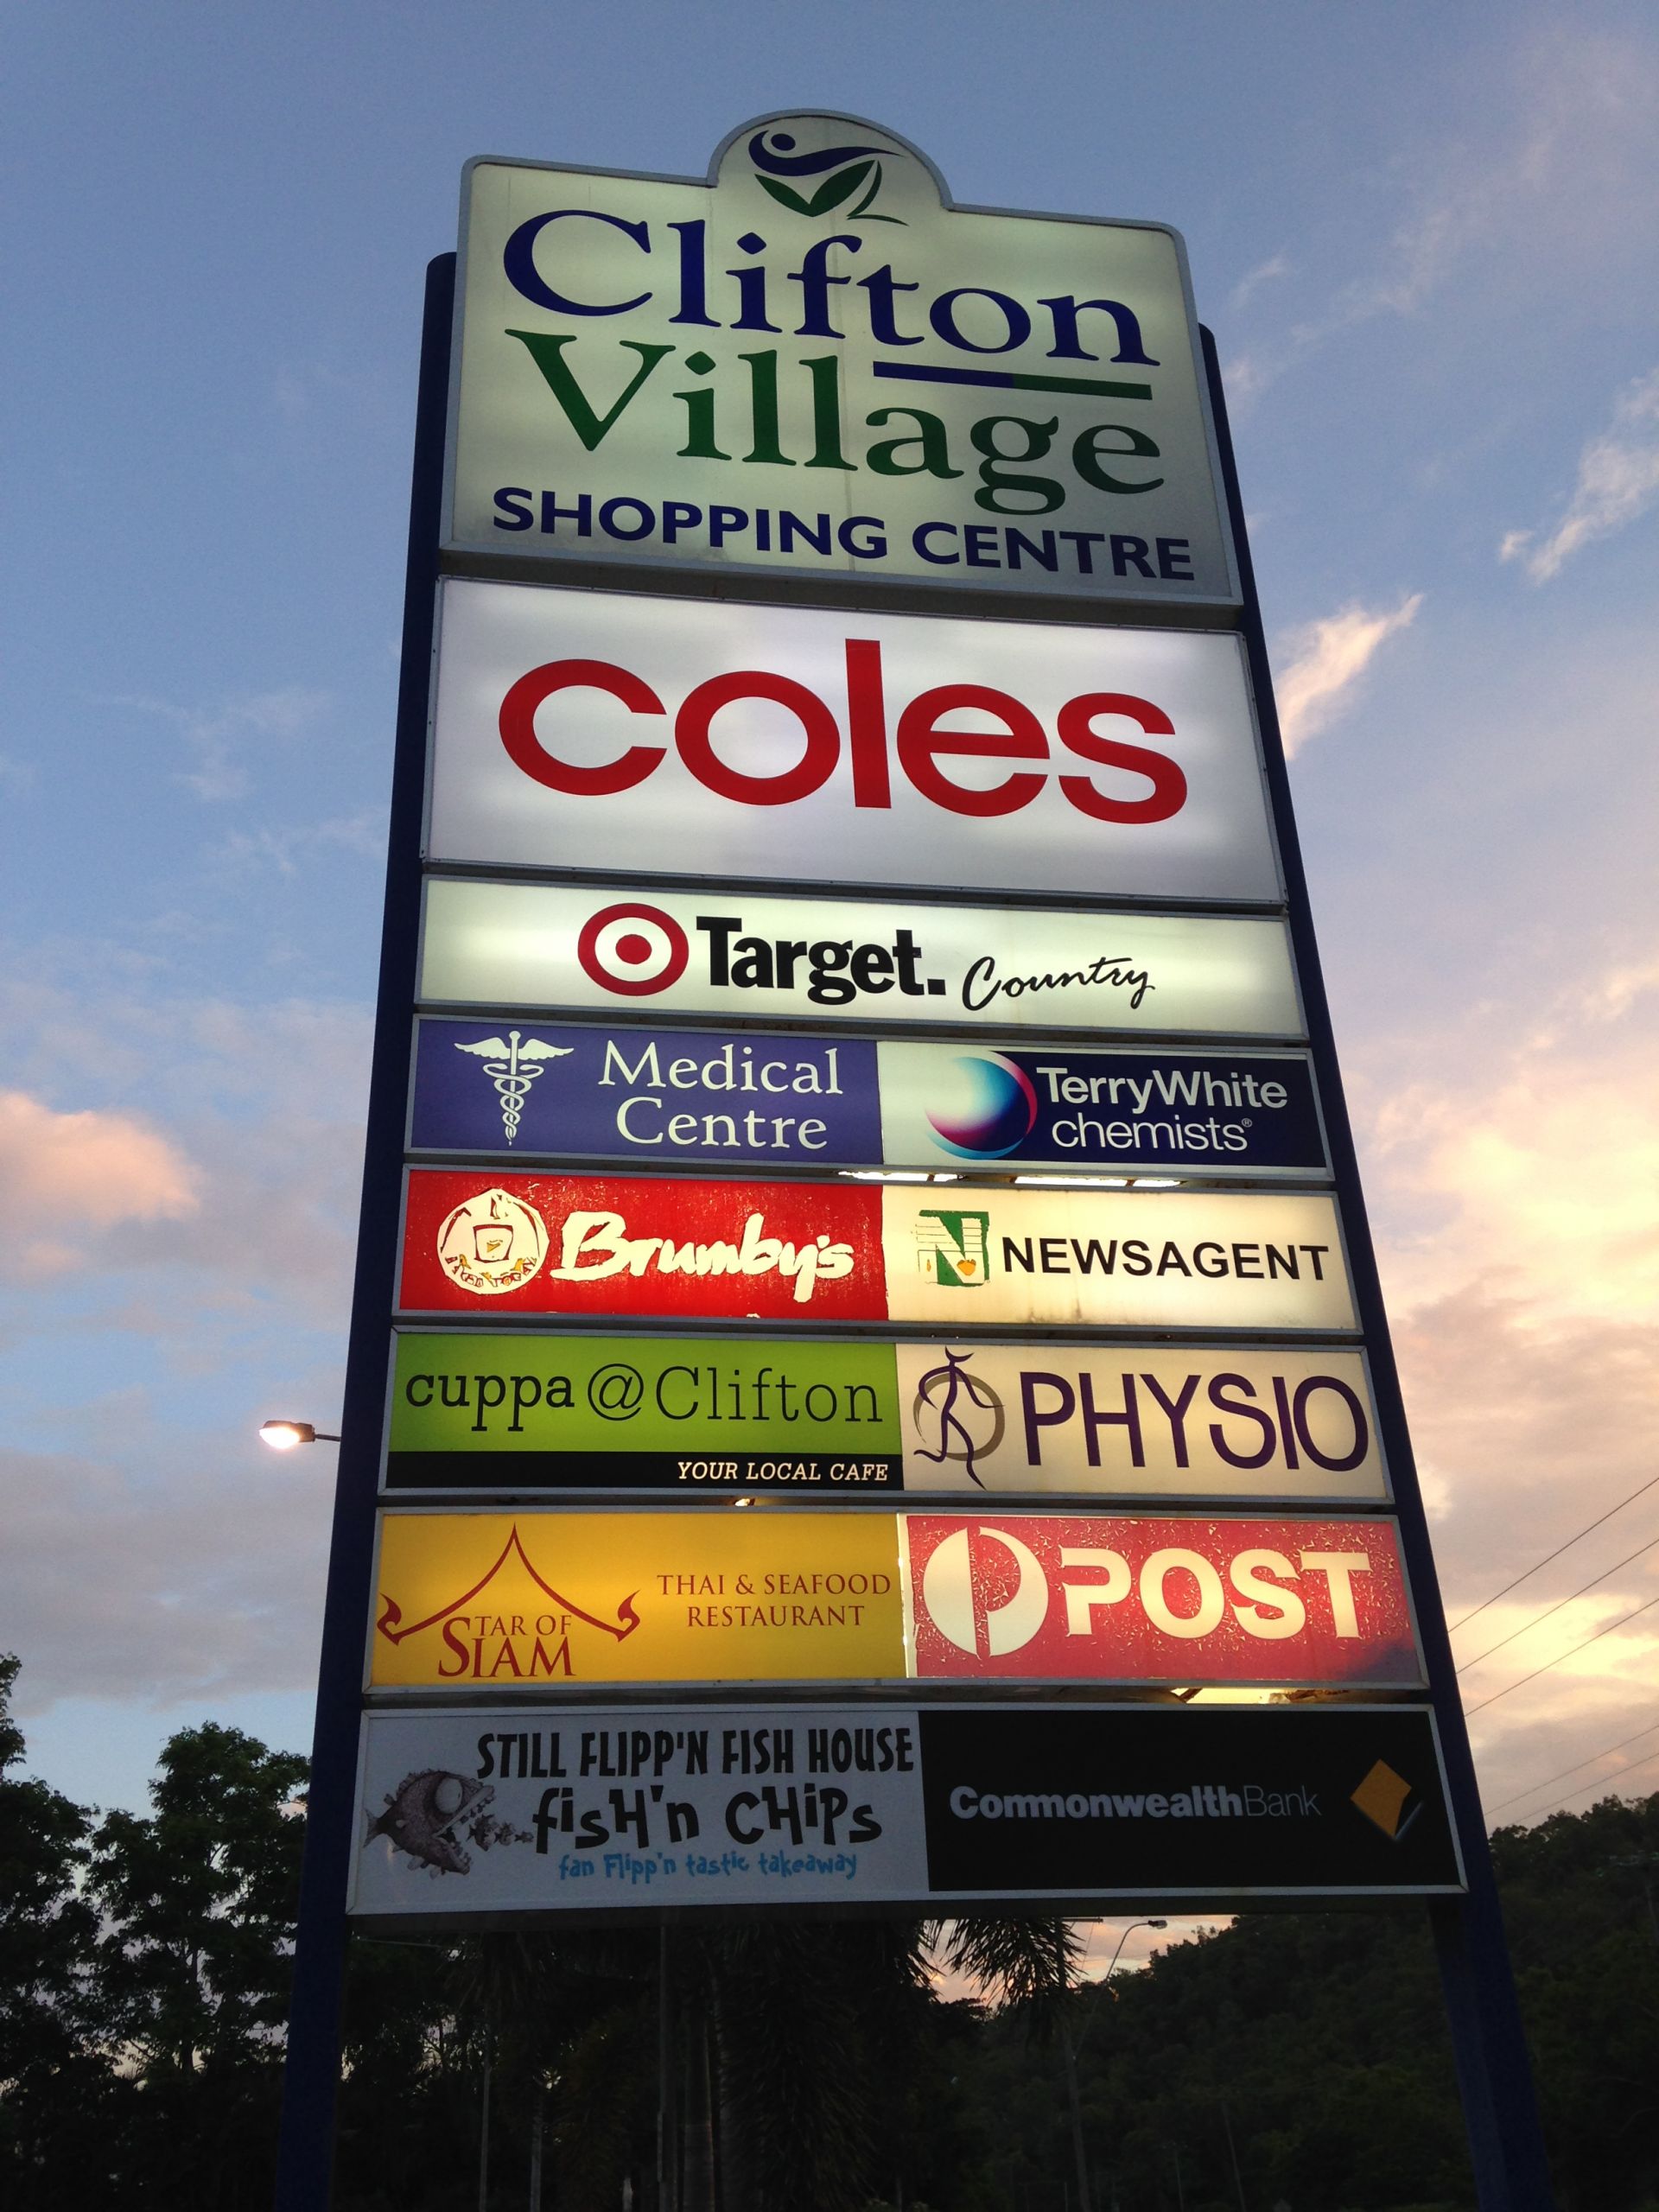 Clifton
Village
SHOPPING CENTRE
coles
Target. Country
Medical
Centre
TerryWhite
chemists®
Brumby's
N NEWSAGENT
cuppa@Clifton
YOUR LOCAL CAFE
PHYSIO
STAR OF
SIAM
THAI & SEAFOOD
RESTAURANT
POST
STILL FLIPP'N FISH HOUSE
fisH'n CHiPs
fan Flipp'n tastic takeaway
CommonwealthBank